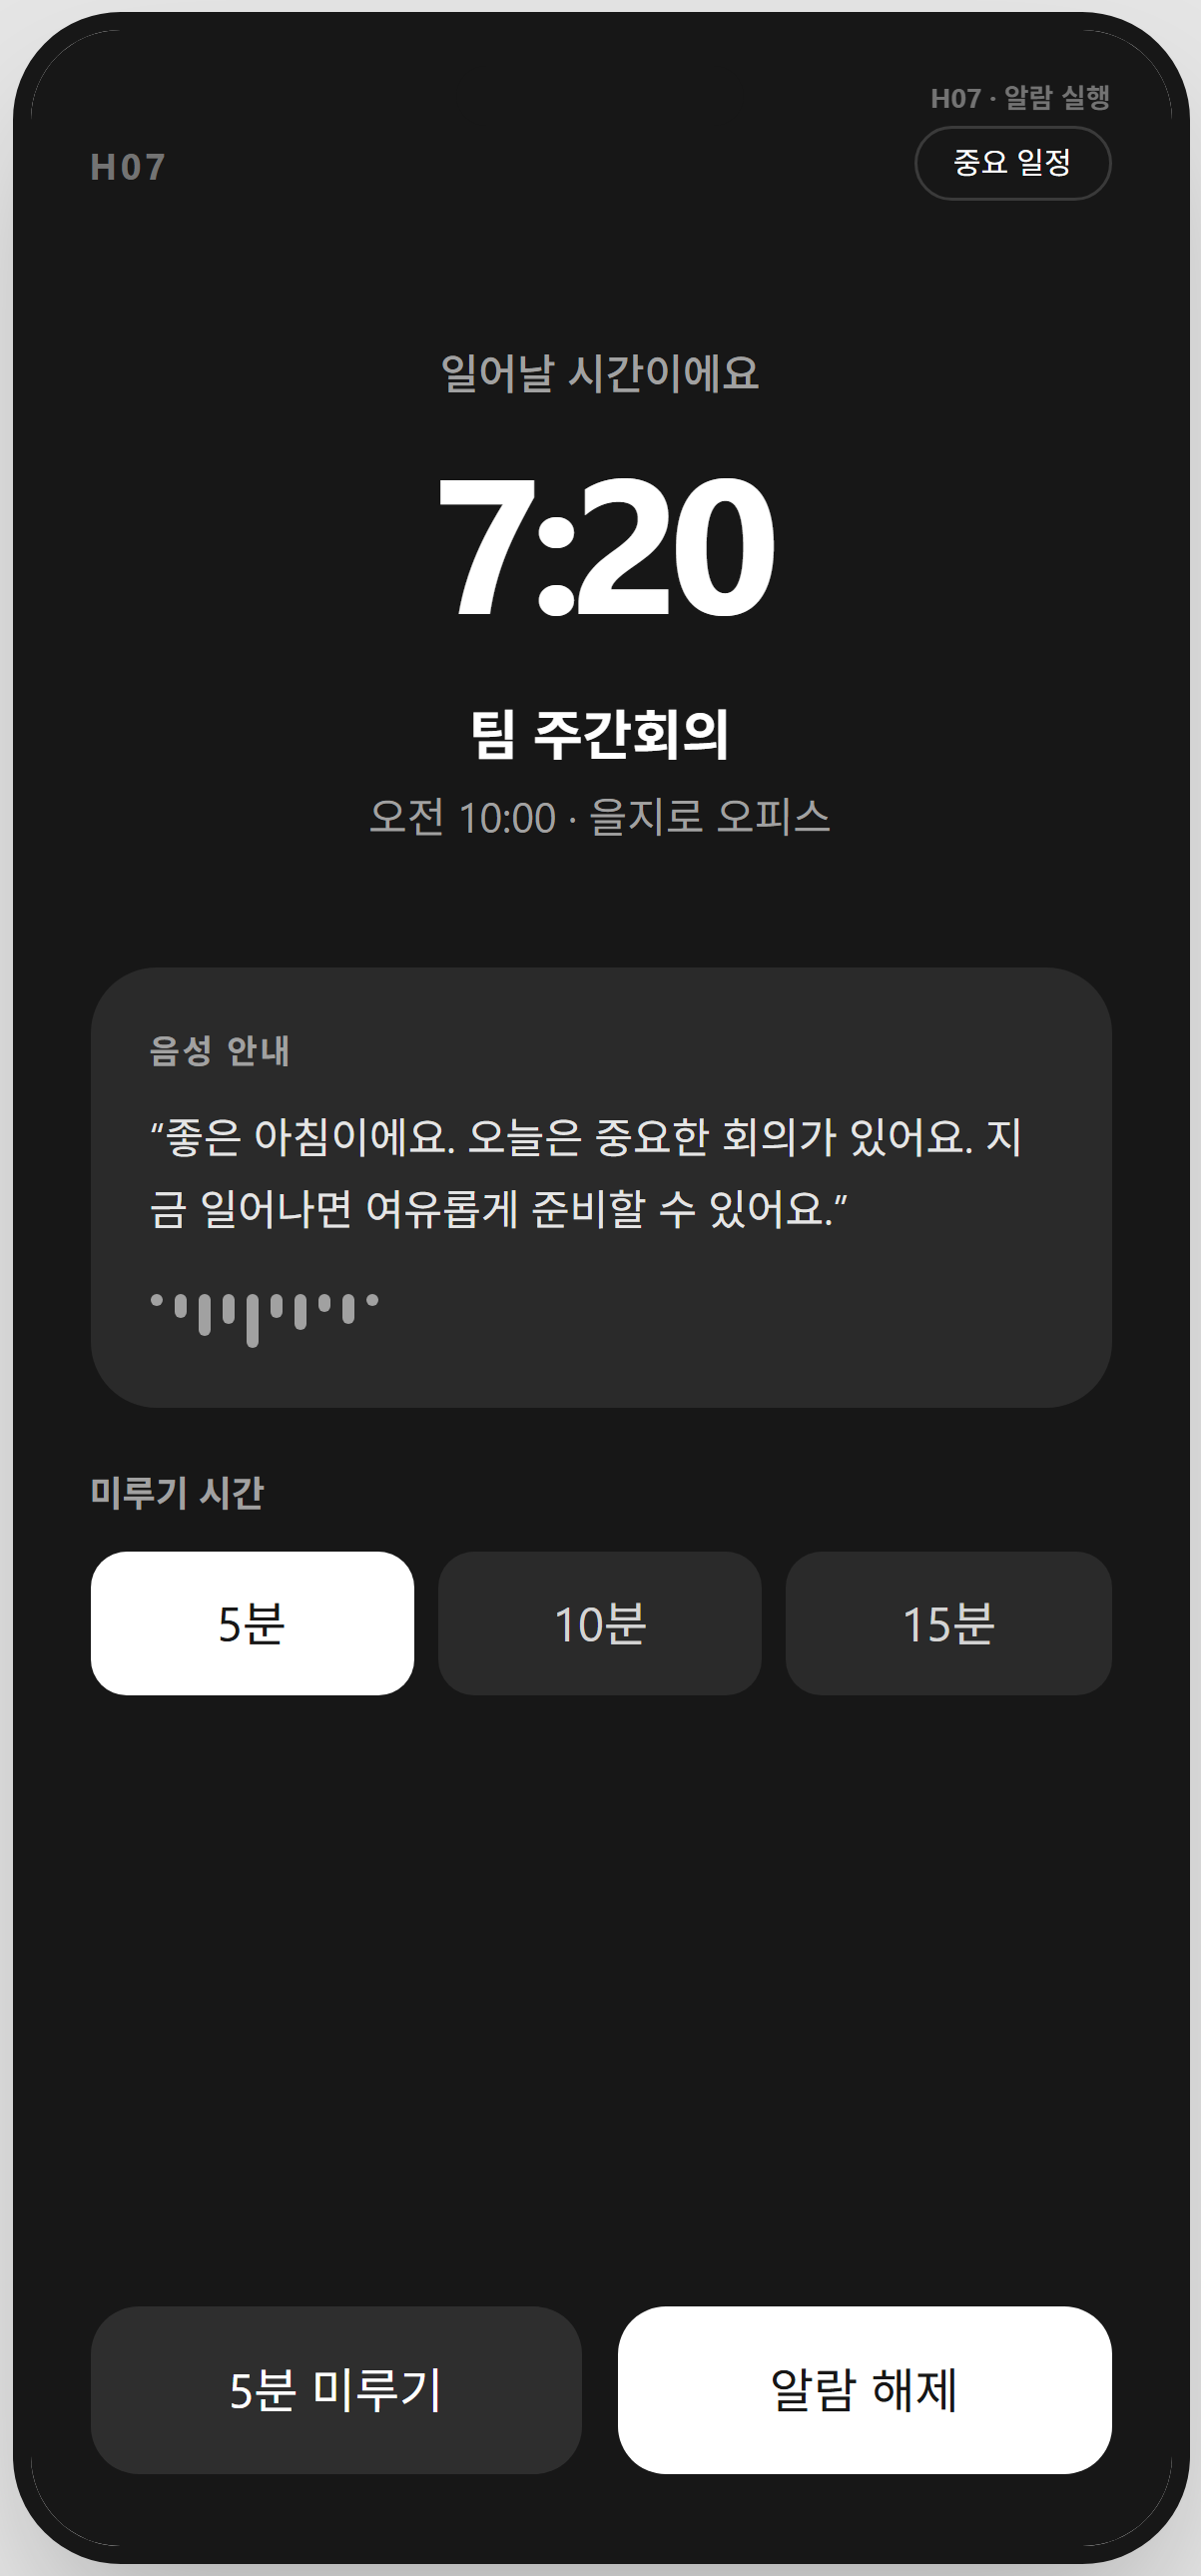 H07 · 알람 실행
H07
중요 일정
일어날 시간이에요
7:20
팀 주간회의
오전 10:00 · 을지로 오피스
음성 안내
“좋은 아침이에요. 오늘은 중요한 회의가 있어요. 지
금 일어나면 여유롭게 준비할 수 있어요.”
미루기 시간
5분
10분
15분
5분 미루기
알람 해제